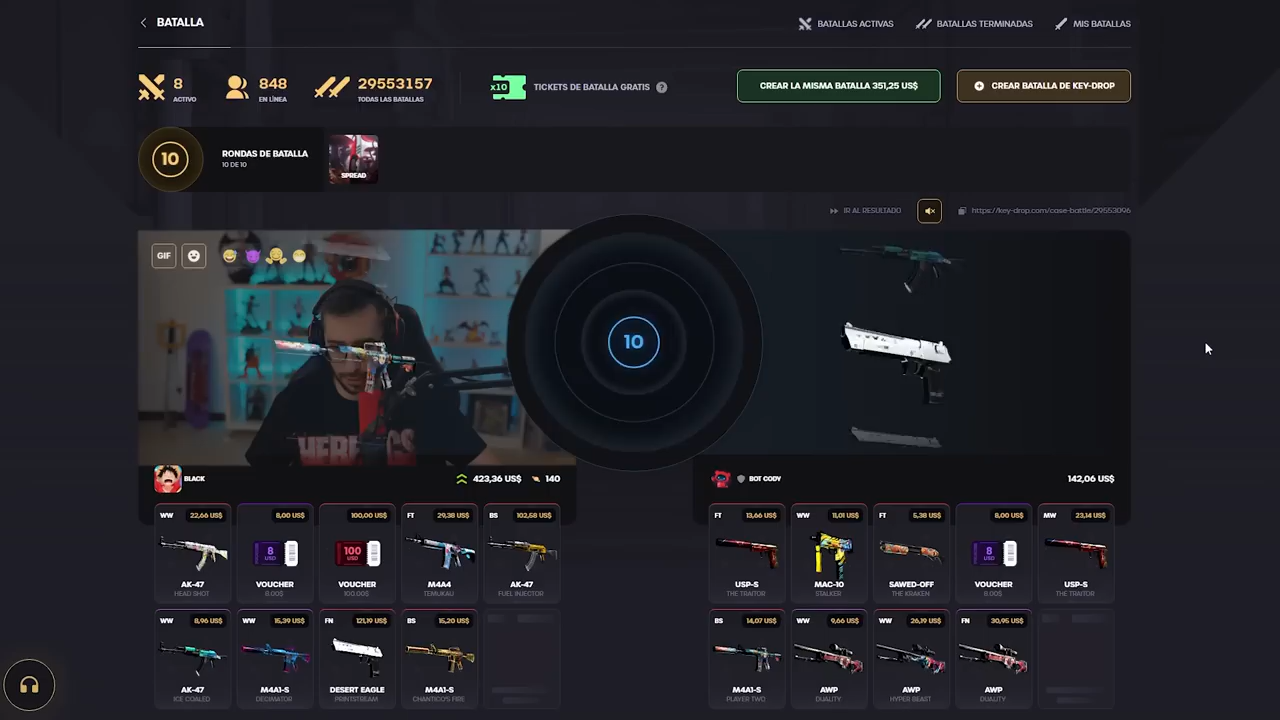 BATALLA
BATALLAS ACTIVAS
BATALLAS TERMINADAS
MIS BATALLAS
8
ACTIVO
848
EN LÍNEA
29553157
TODAS LAS BATALLAS
x10
TICKETS DE BATALLA GRATIS
?
CREAR LA MISMA BATALLA 351,25 US$
CREAR BATALLA DE KEY-DROP
10
RONDAS DE BATALLA
10 DE 10
SPREAD
IR AL RESULTADO
https://key-drop.com/case-battle/29553096
GIF
10
BLACK
423,36 US$
140
BOT CODY
142,06 US$
WW 22,66 US$
8,00 US$
100,00 US$
FT 29,38 US$
BS 102,58 US$
8
USD
100
USD
AK-47
VOUCHER
VOUCHER
M4A4
AK-47
HEAD SHOT
8.00$
100.00$
TEMUKAU
FUEL INJECTOR
FT 13,66 US$
WW 11,01 US$
FT 5,38 US$
8,00 US$
MW 23,14 US$
8
USD
USP-S
MAC-10
SAWED-OFF
VOUCHER
USP-S
THE TRAITOR
STALKER
THE KRAKEN
8.00$
THE TRAITOR
WW 8,96 US$
WW 15,39 US$
FN 121,19 US$
BS 15,20 US$
AK-47
M4A1-S
DESERT EAGLE
M4A1-S
ICE COALED
DECIMATOR
PRINTSTREAM
CHANTICO'S FIRE
BS 14,07 US$
WW 9,66 US$
WW 26,19 US$
FN 30,95 US$
M4A1-S
AWP
AWP
AWP
PLAYER TWO
DUALITY
HYPER BEAST
DUALITY